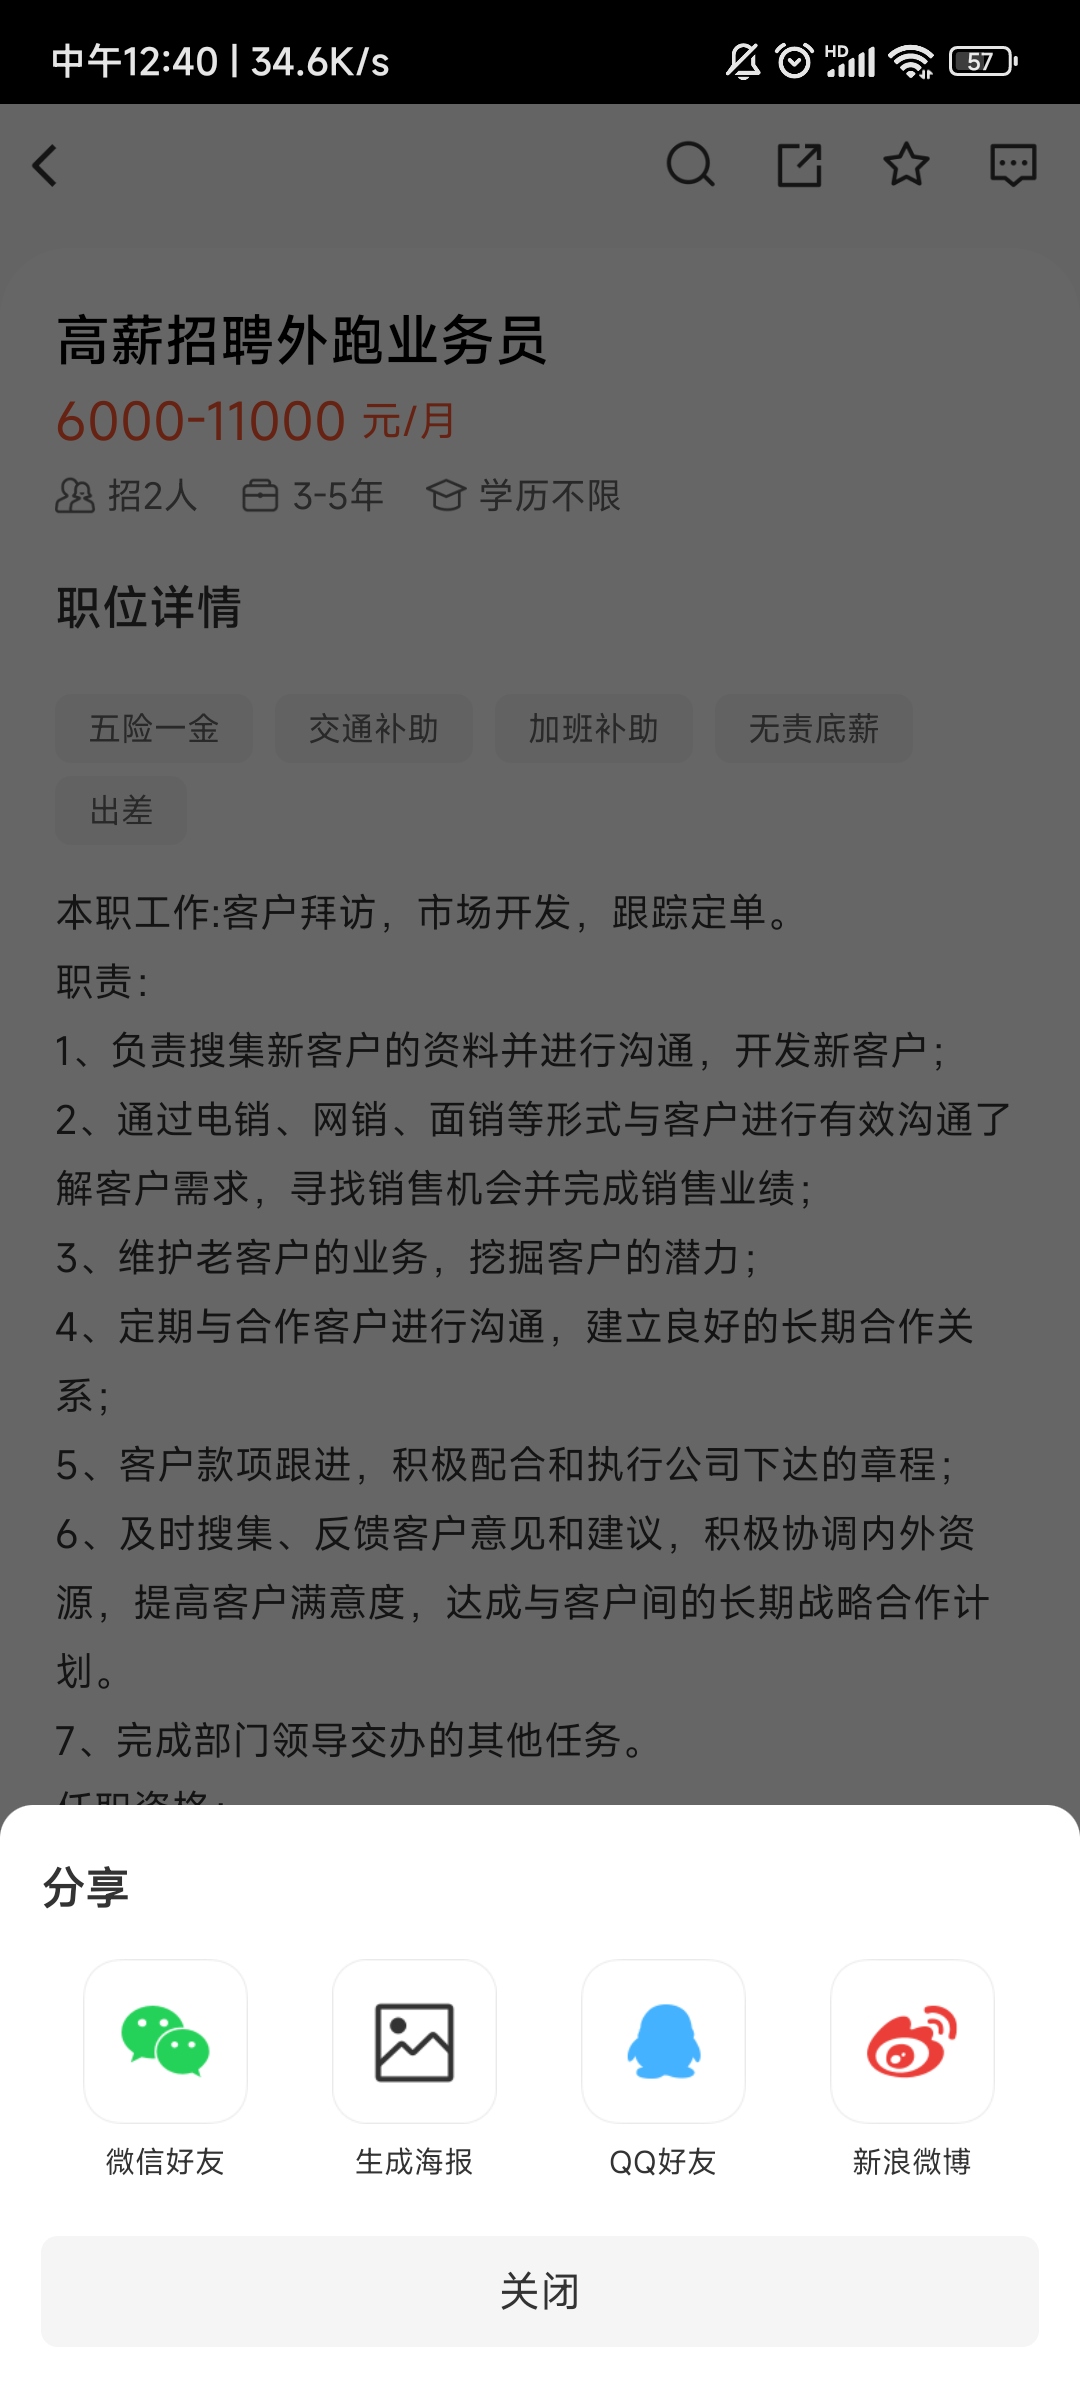 中午12:40 | 34.6K/s
HD
57
高薪招聘外跑业务员
6000-11000 元/月
招2人 3-5年 学历不限
职位详情
五险一金 交通补助 加班补助 无责底薪
出差
本职工作:客户拜访，市场开发，跟踪定单。
职责：
1、负责搜集新客户的资料并进行沟通，开发新客户；
2、通过电销、网销、面销等形式与客户进行有效沟通了
解客户需求，寻找销售机会并完成销售业绩；
3、维护老客户的业务，挖掘客户的潜力；
4、定期与合作客户进行沟通，建立良好的长期合作关
系；
5、客户款项跟进，积极配合和执行公司下达的章程；
6、及时搜集、反馈客户意见和建议，积极协调内外资
源，提高客户满意度，达成与客户间的长期战略合作计
划。
7、完成部门领导交办的其他任务。
任职资格：
分享
微信好友 生成海报 QQ好友 新浪微博
关闭